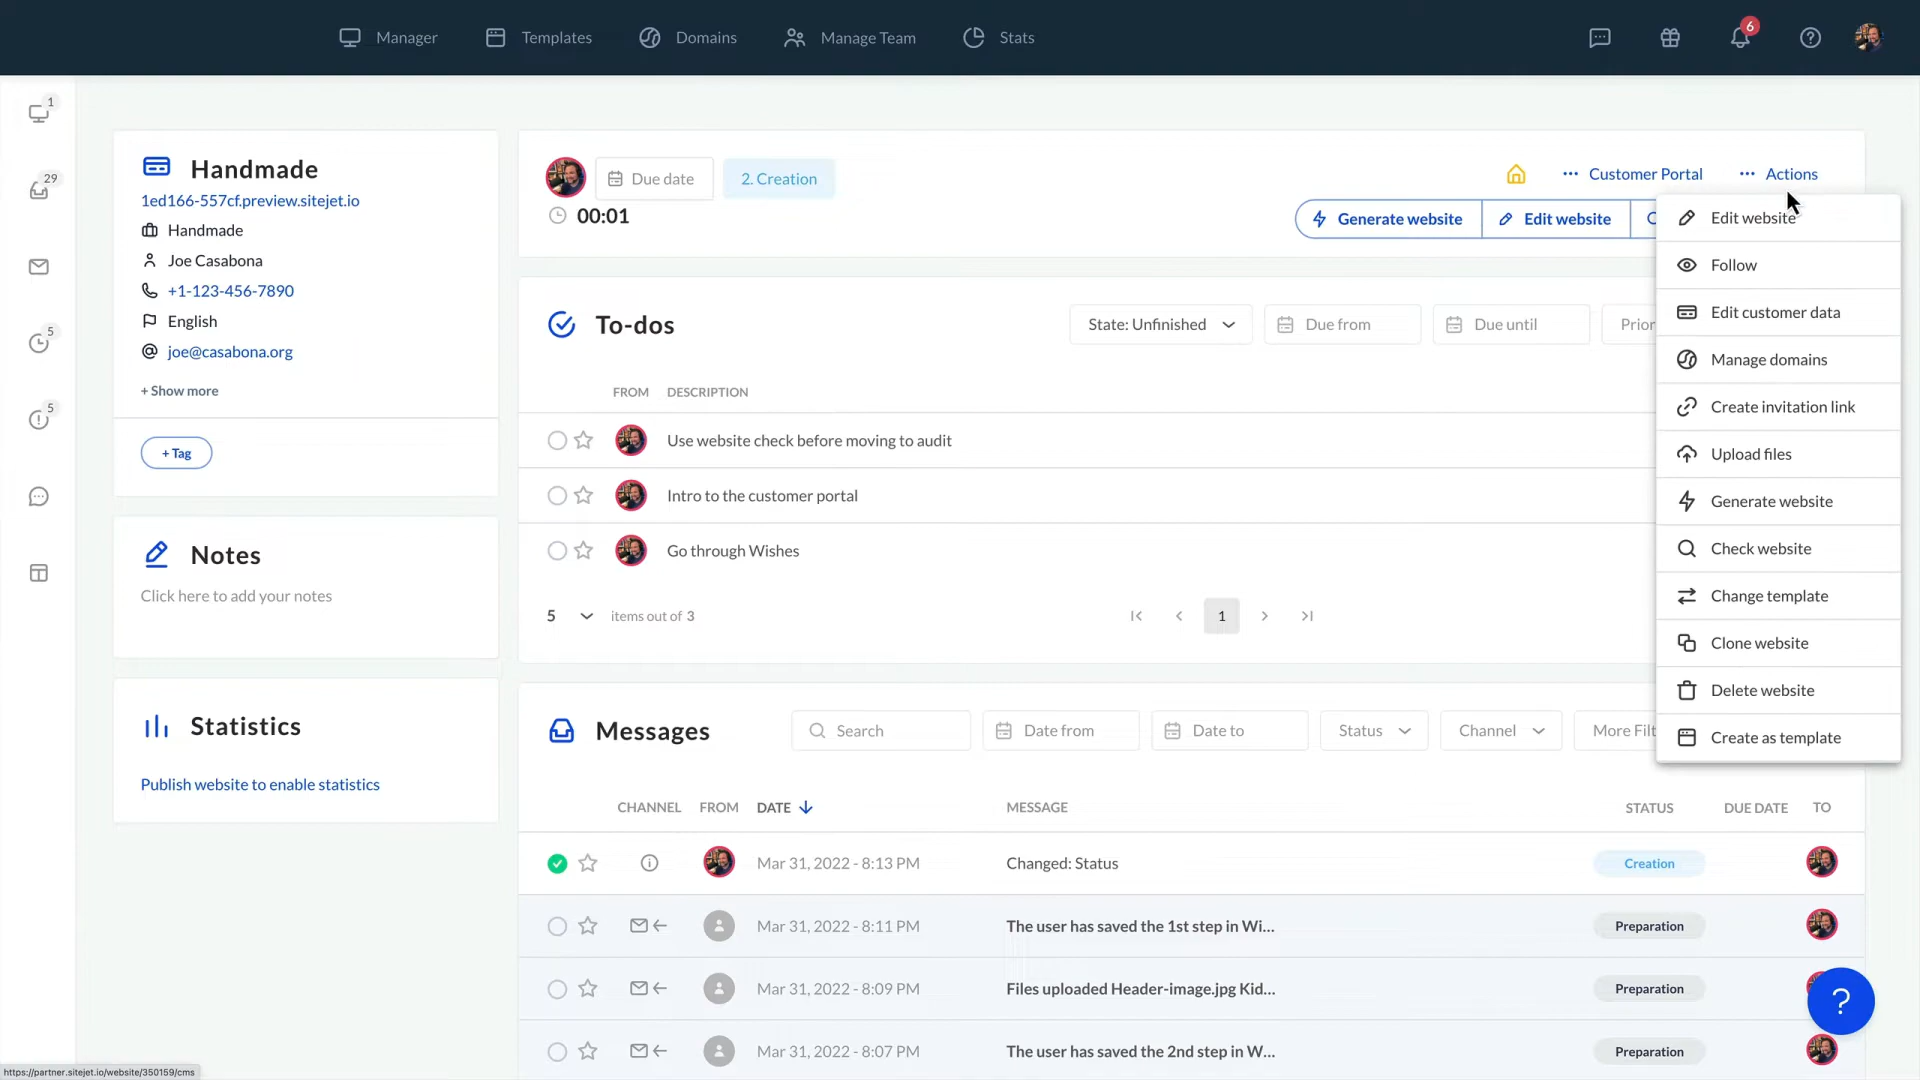 Manager
Templates
Domains
Manage Team
Stats
6
1
29
5
5
Handmade
1ed166-557cf.preview.sitejet.io
Handmade
Joe Casabona
+1-123-456-7890
English
joe@casabona.org
+ Show more
+ Tag
Notes
Click here to add your notes
Statistics
Publish website to enable statistics
Due date
2. Creation
00:01
Customer Portal
Actions
Generate website
Edit website
To-dos
State: Unfinished
Due from
Due until
Prior
FROM DESCRIPTION
Use website check before moving to audit
Intro to the customer portal
Go through Wishes
5 items out of 3
1
Edit website
Follow
Edit customer data
Manage domains
Create invitation link
Upload files
Generate website
Check website
Change template
Clone website
Delete website
Create as template
Messages
Search
Date from
Date to
Status
Channel
More Filt
CHANNEL FROM DATE MESSAGE STATUS DUE DATE TO
Mar 31, 2022 - 8:13 PM Changed: Status Creation
Mar 31, 2022 - 8:11 PM The user has saved the 1st step in Wi... Preparation
Mar 31, 2022 - 8:09 PM Files uploaded Header-image.jpg Kid... Preparation
Mar 31, 2022 - 8:07 PM The user has saved the 2nd step in W... Preparation
?
https://partner.sitejet.io/website/350159/cms